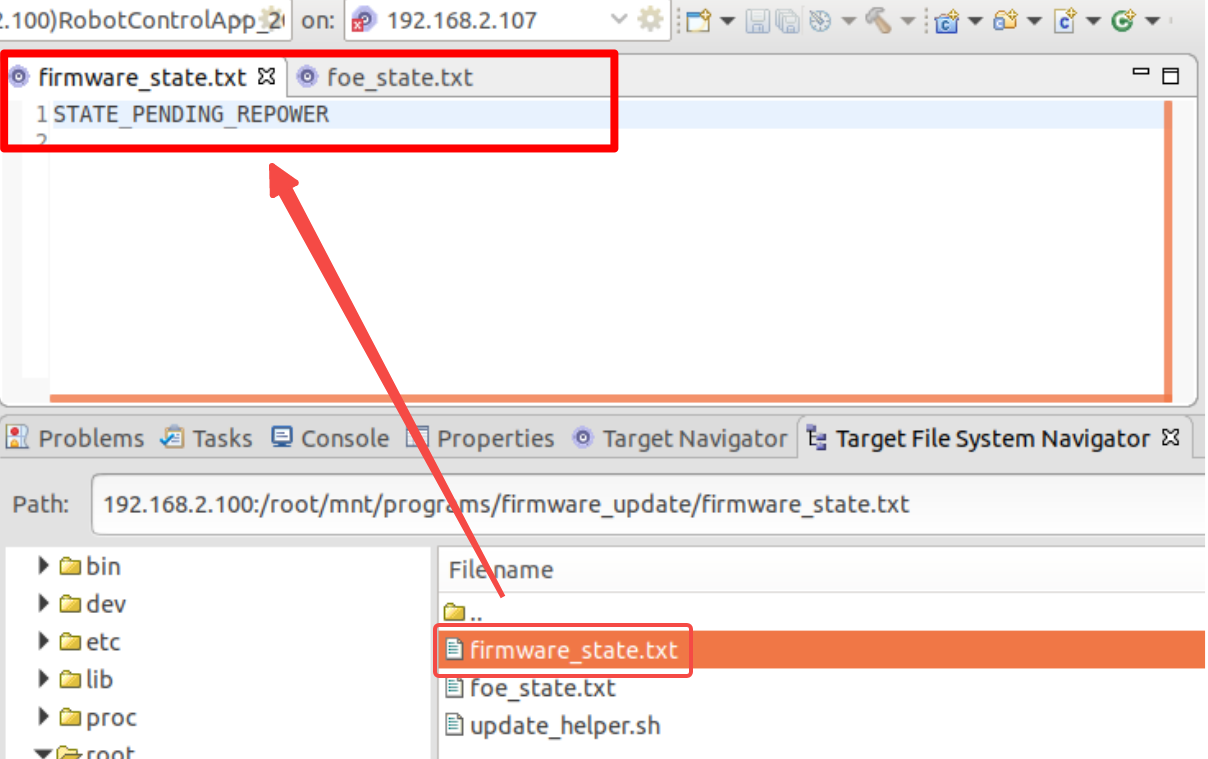 2.100)RobotControlApp_2 on: 192.168.2.107
firmware_state.txt foe_state.txt
1 STATE_PENDING_REPOWER
2
Problems Tasks Console Properties Target Navigator Target File System Navigator
Path: 192.168.2.100:/root/mnt/programs/firmware_update/firmware_state.txt
bin
dev
etc
lib
proc
root
File name
..
firmware_state.txt
foe_state.txt
update_helper.sh